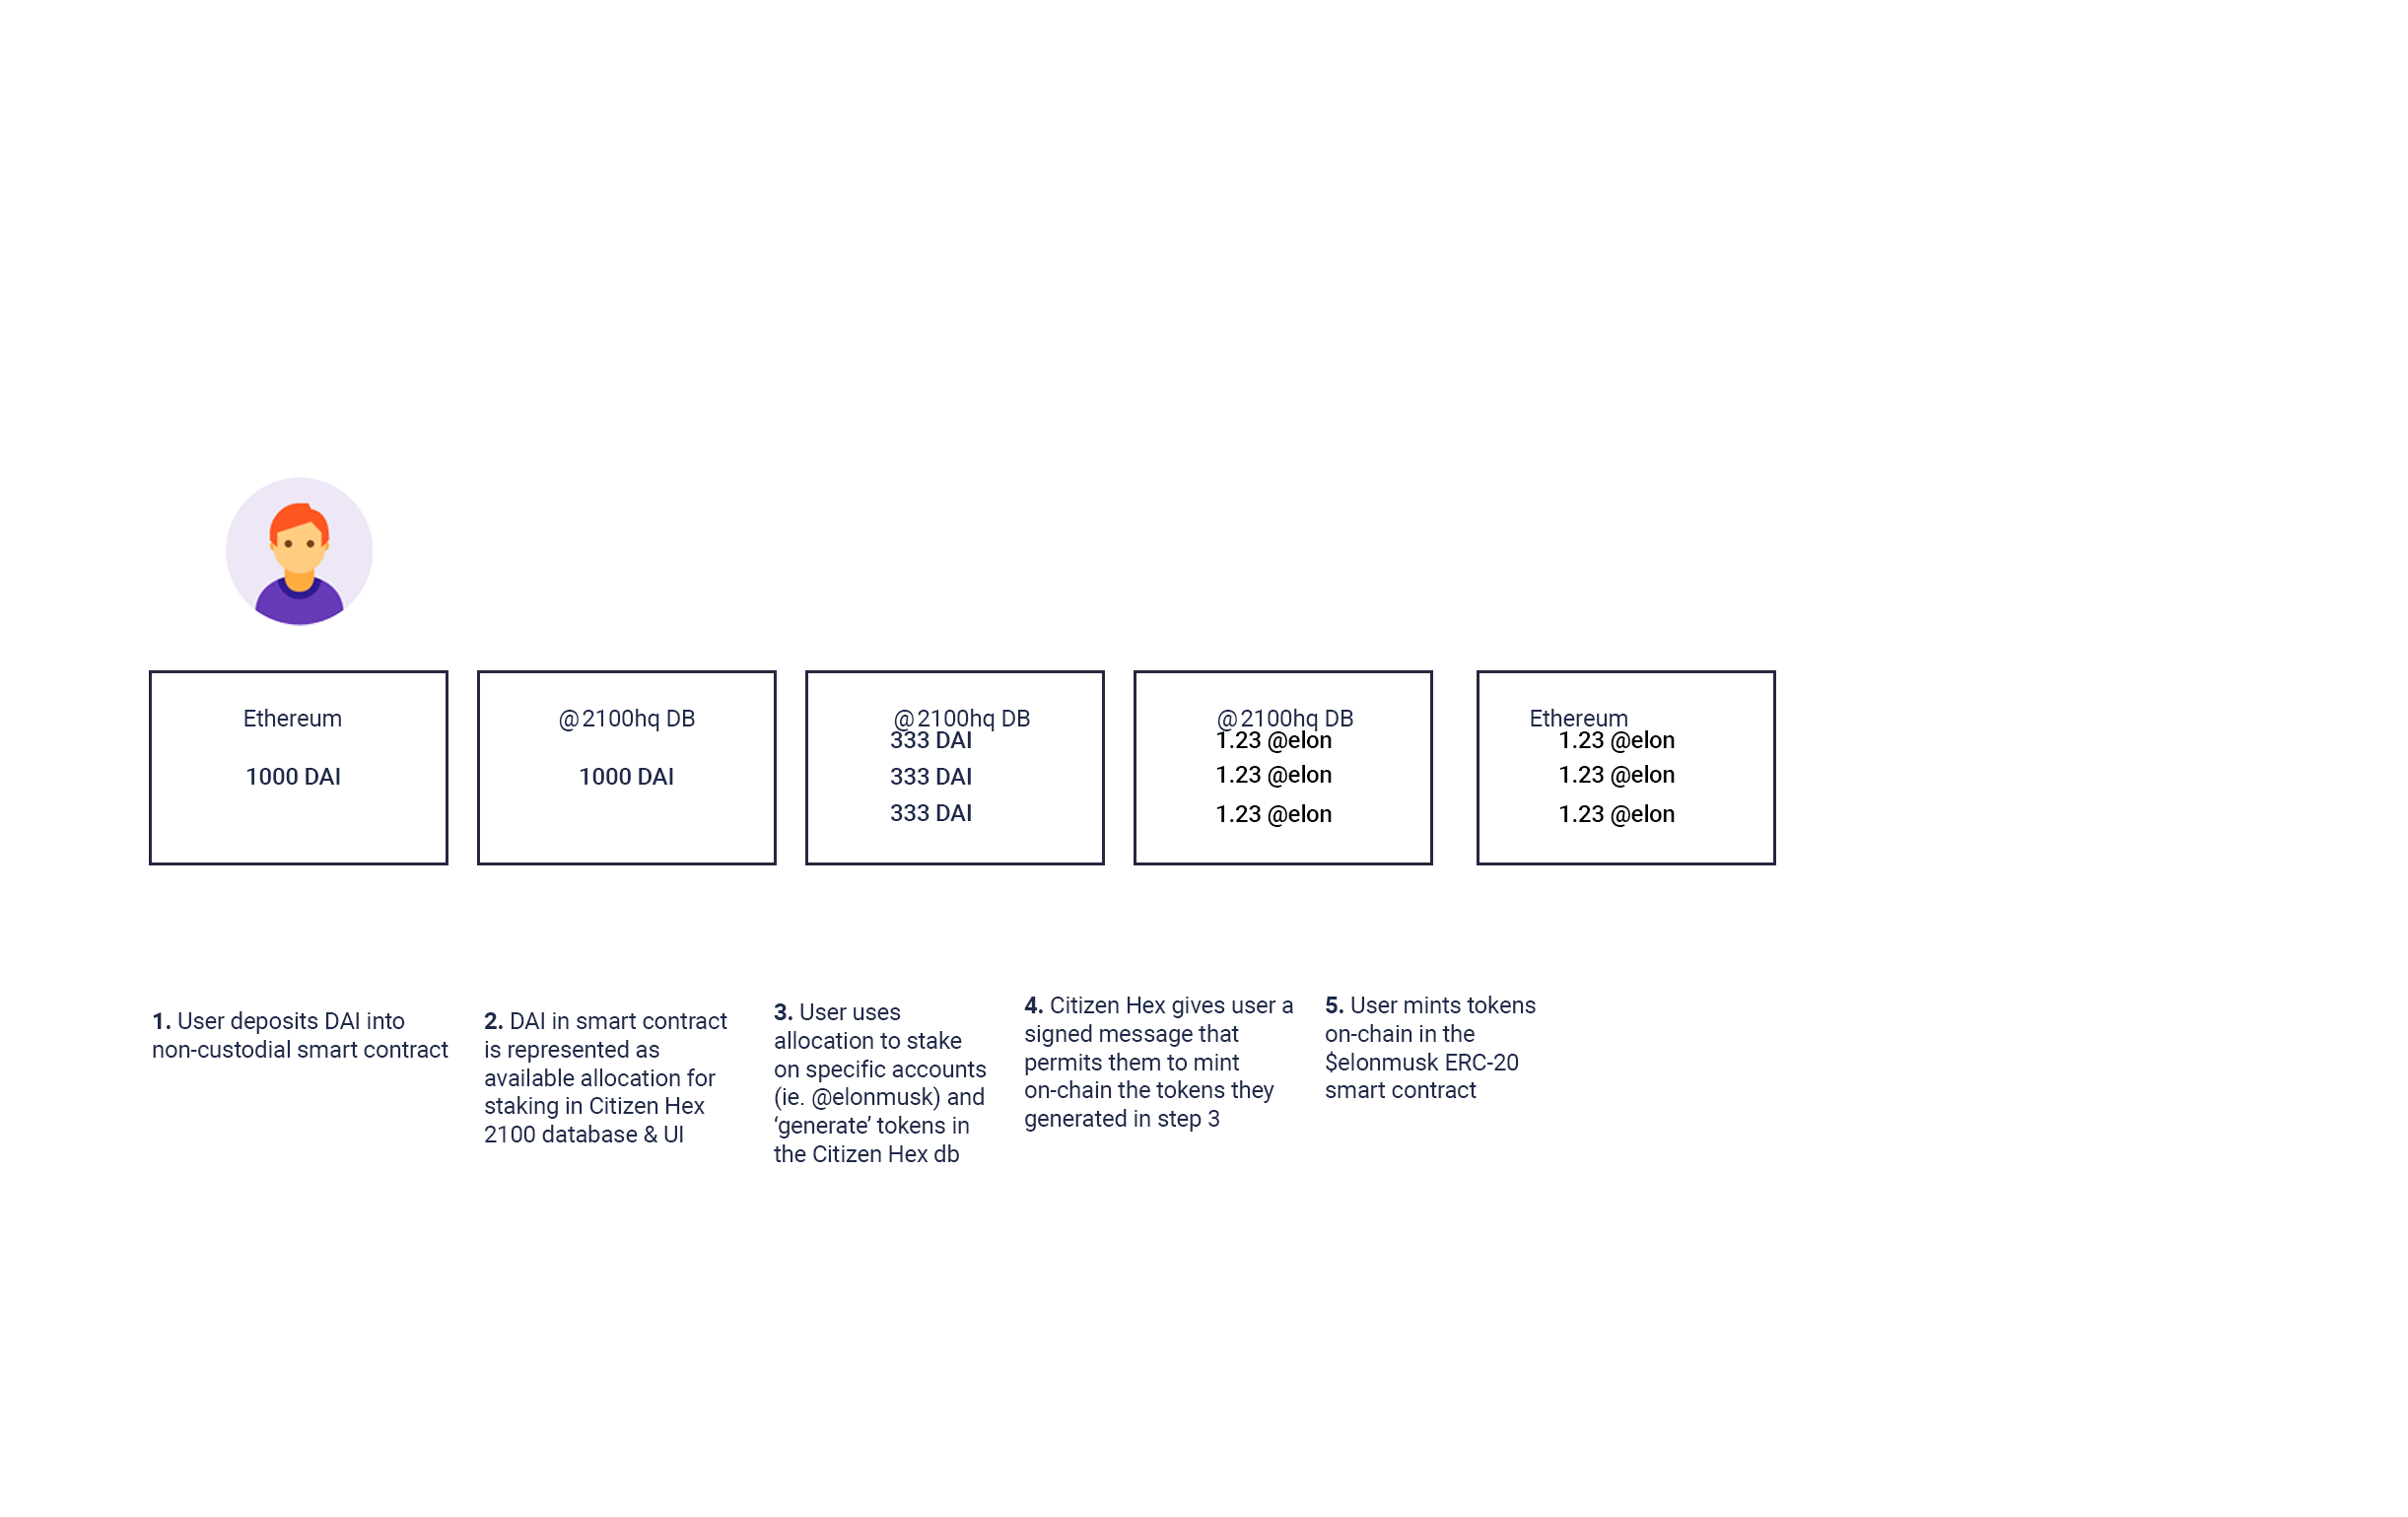 Ethereum
1000 DAI
@2100hq DB
1000 DAI
@2100hq DB
333 DAI
333 DAI
333 DAI
@2100hq DB
1.23 @elon
1.23 @elon
1.23 @elon
Ethereum
1.23 @elon
1.23 @elon
1.23 @elon
1. User deposits DAI into
non-custodial smart contract
2. DAI in smart contract
is represented as
available allocation for
staking in Citizen Hex
2100 database & UI
3. User uses
allocation to stake
on specific accounts
(ie. @elonmusk) and
‘generate’ tokens in
the Citizen Hex db
4. Citizen Hex gives user a
signed message that
permits them to mint
on-chain the tokens they
generated in step 3
5. User mints tokens
on-chain in the
$elonmusk ERC-20
smart contract